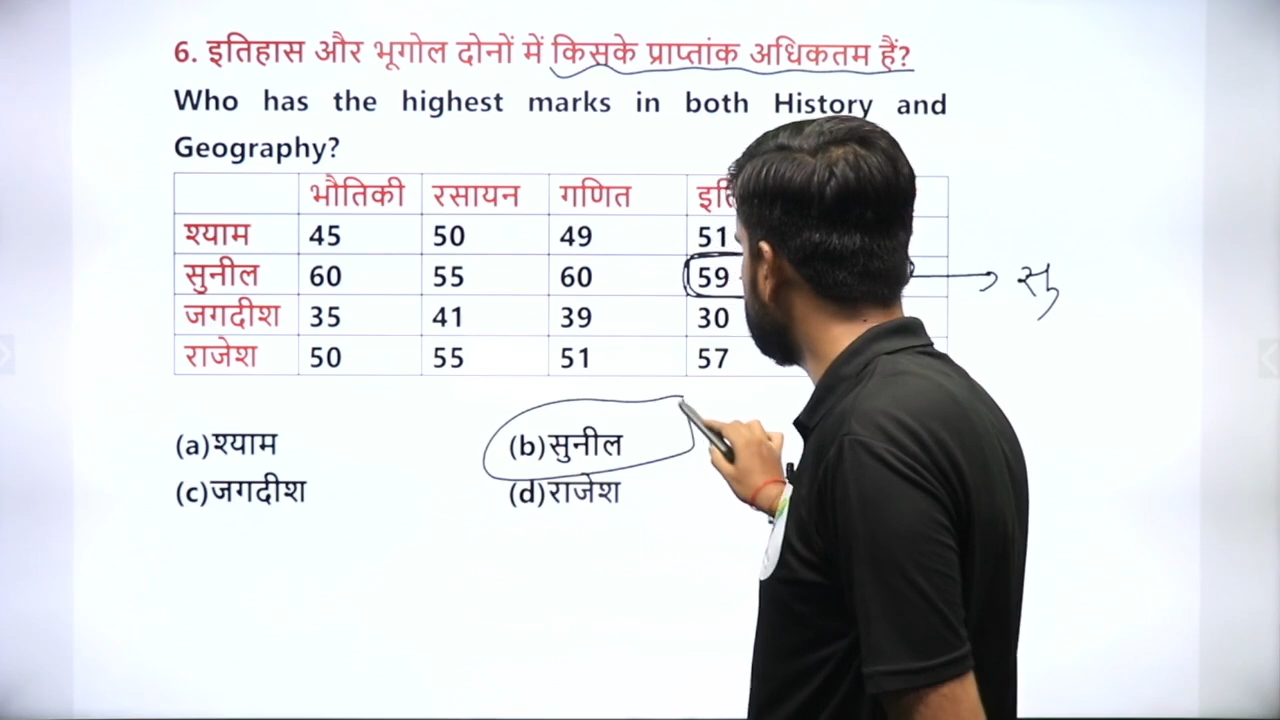 6. इतिहास और भूगोल दोनों में किसके प्राप्तांक अधिकतम हैं?
Who has the highest marks in both History and
Geography?
भौतिकी रसायन गणित
श्याम 45 50 49 51
सुनील 60 55 60 59 सु
जगदीश 35 41 39 30
राजेश 50 55 51 57
(a)श्याम (b)सुनील
(c)जगदीश (d)राजेश